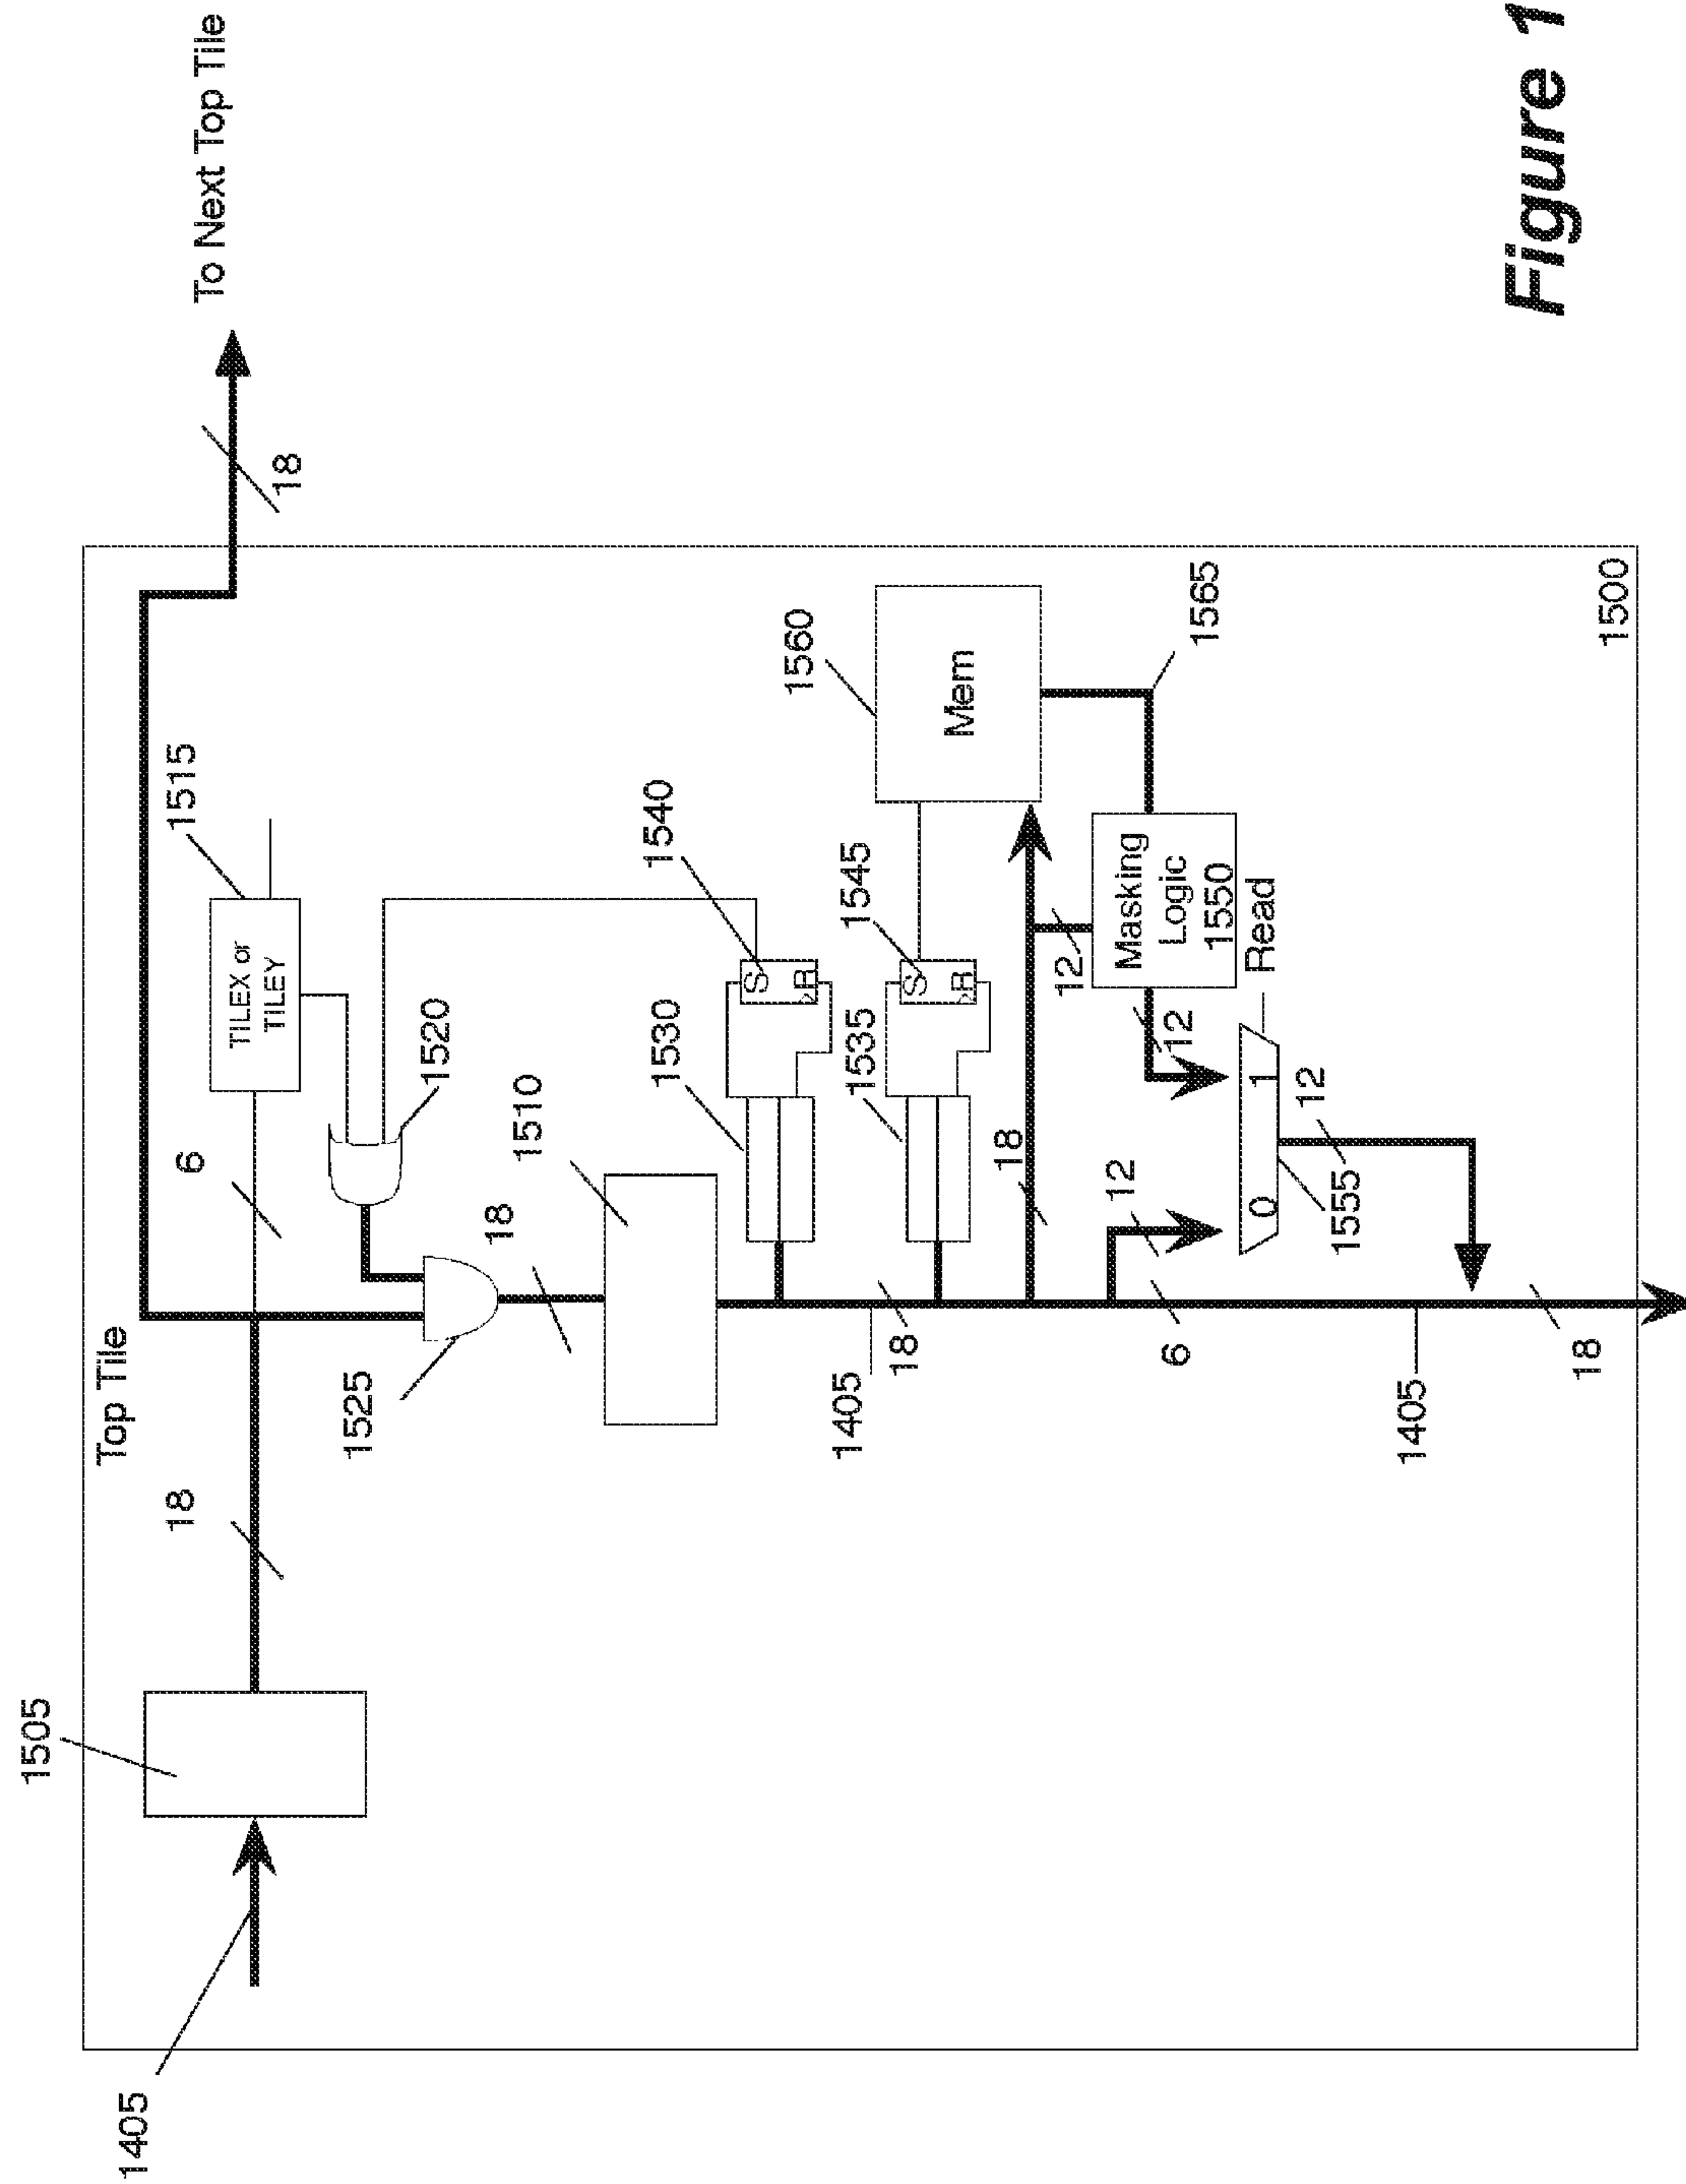 Top Tile
To Next Top Tile
1405
1505
18
6
1515
TILEX or
TILEY
18
1520
1525
18
1510
1530
1540
1405
18
1535
1545
1560
Mem
18
12
Masking
Logic
1550
1565
12
6
12
Read
0
1
1555
12
1405
18
S
R
S
R
1500
Figure 1